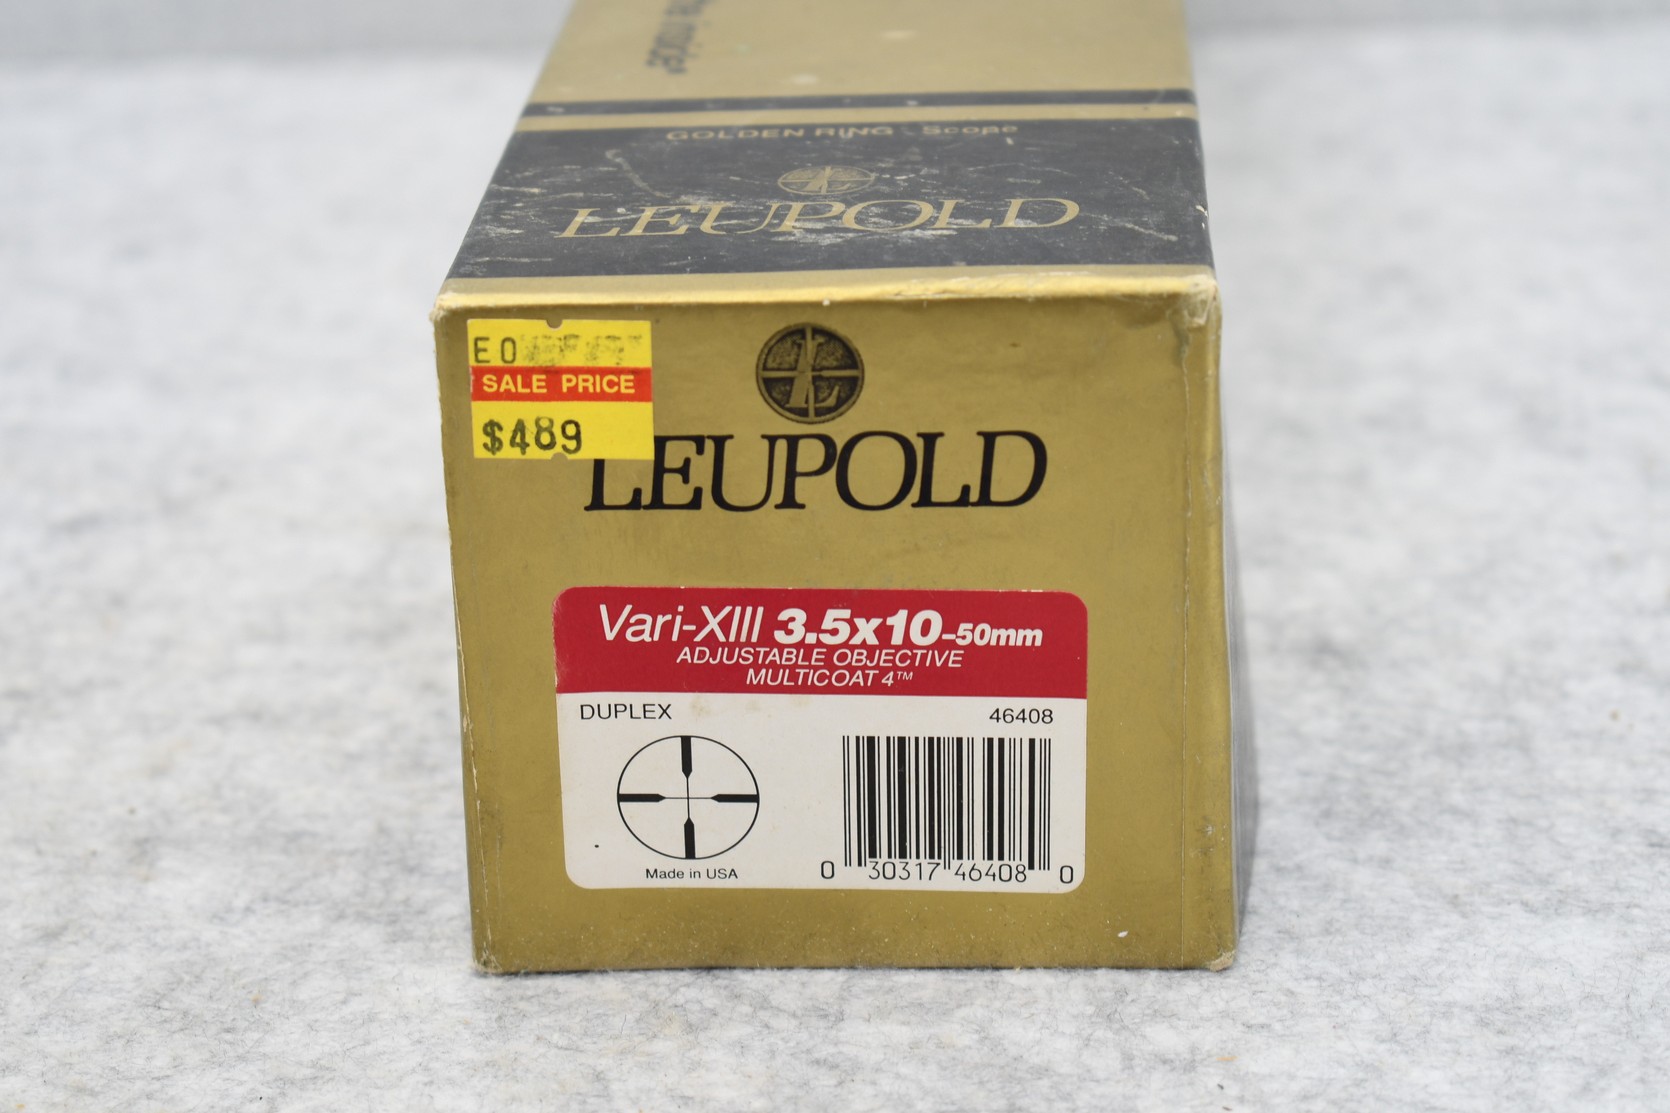 GOLDEN RING Scope
LEUPOLD
E0
SALE PRICE
$489
LEUPOLD
Vari-XIII 3.5x10-50mm
ADJUSTABLE OBJECTIVE
MULTICOAT 4™
DUPLEX
46408
Made in USA
0 30317 46408 0